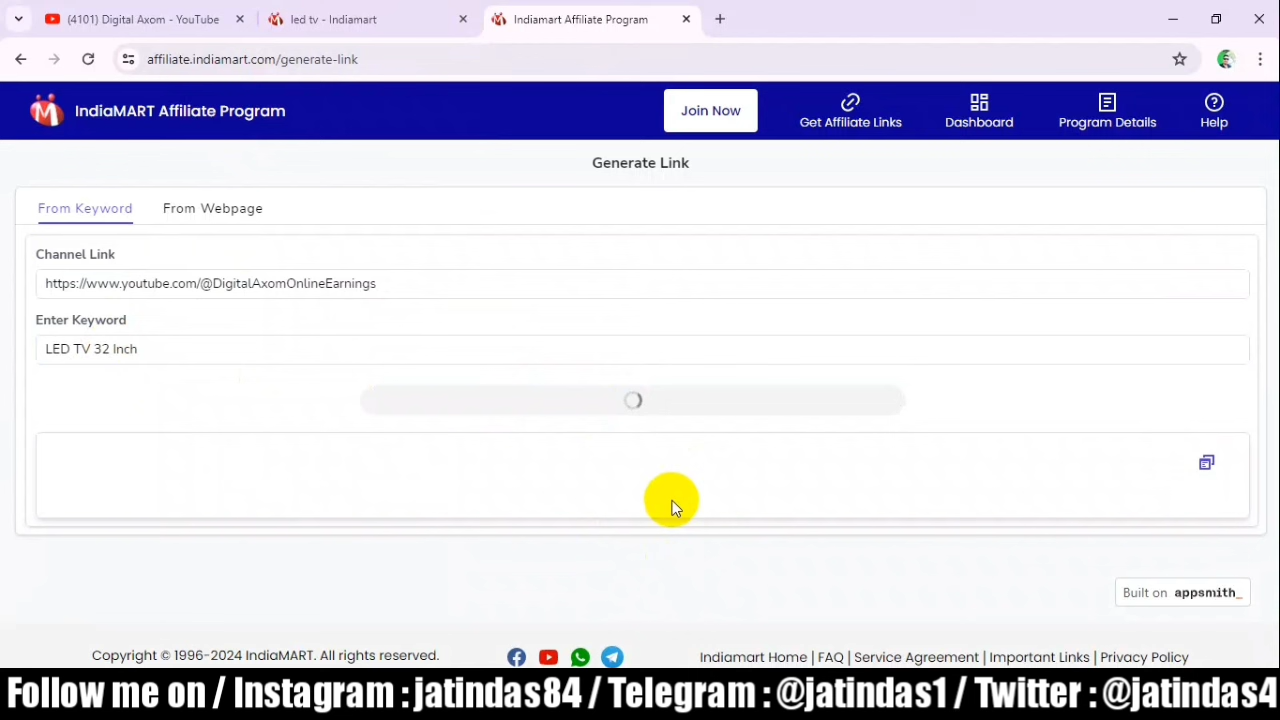 (4101) Digital Axom - YouTube
led tv - Indiamart
Indiamart Affiliate Program
affiliate.indiamart.com/generate-link
IndiaMART Affiliate Program
Join Now
Get Affiliate Links
Dashboard
Program Details
Help
Generate Link
From Keyword
From Webpage
Channel Link
https://www.youtube.com/@DigitalAxomOnlineEarnings
Enter Keyword
LED TV 32 Inch
Built on appsmith_
Copyright © 1996-2024 IndiaMART. All rights reserved.
Indiamart Home | FAQ | Service Agreement | Important Links | Privacy Policy
Follow me on / Instagram : jatindas84 / Telegram : @jatindas1 / Twitter : @jatindas4